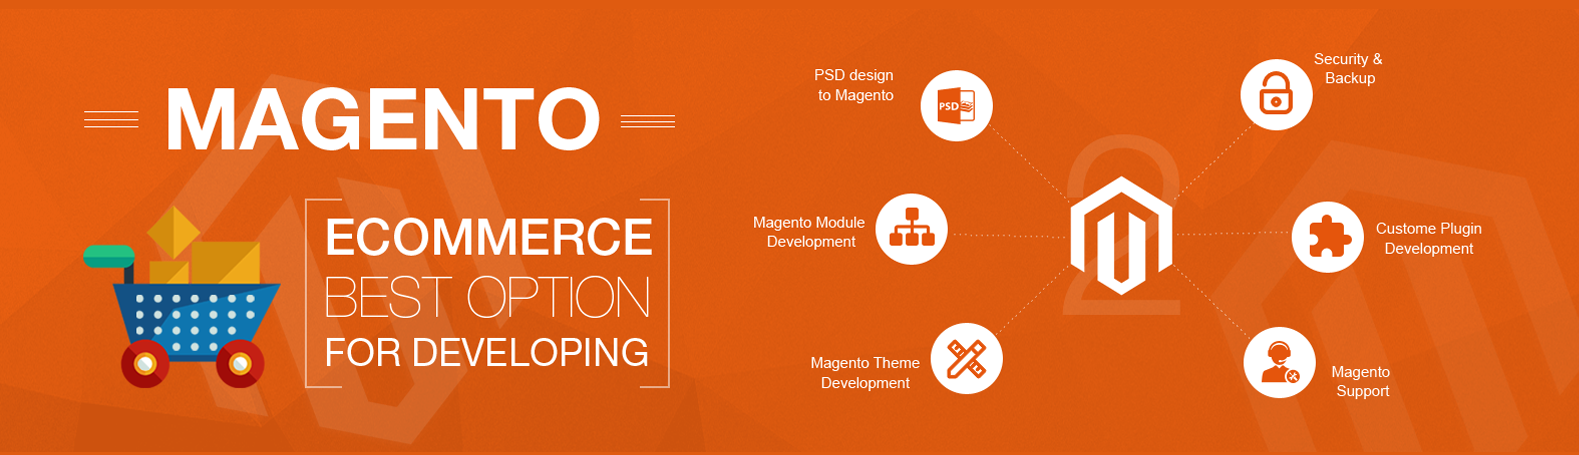 MAGENTO
ECOMMERCE
BEST OPTION
FOR DEVELOPING
PSD design
to Magento
PSD
Magento Module
Development
Magento Theme
Development
Security &
Backup
Custome Plugin
Development
Magento
Support
2